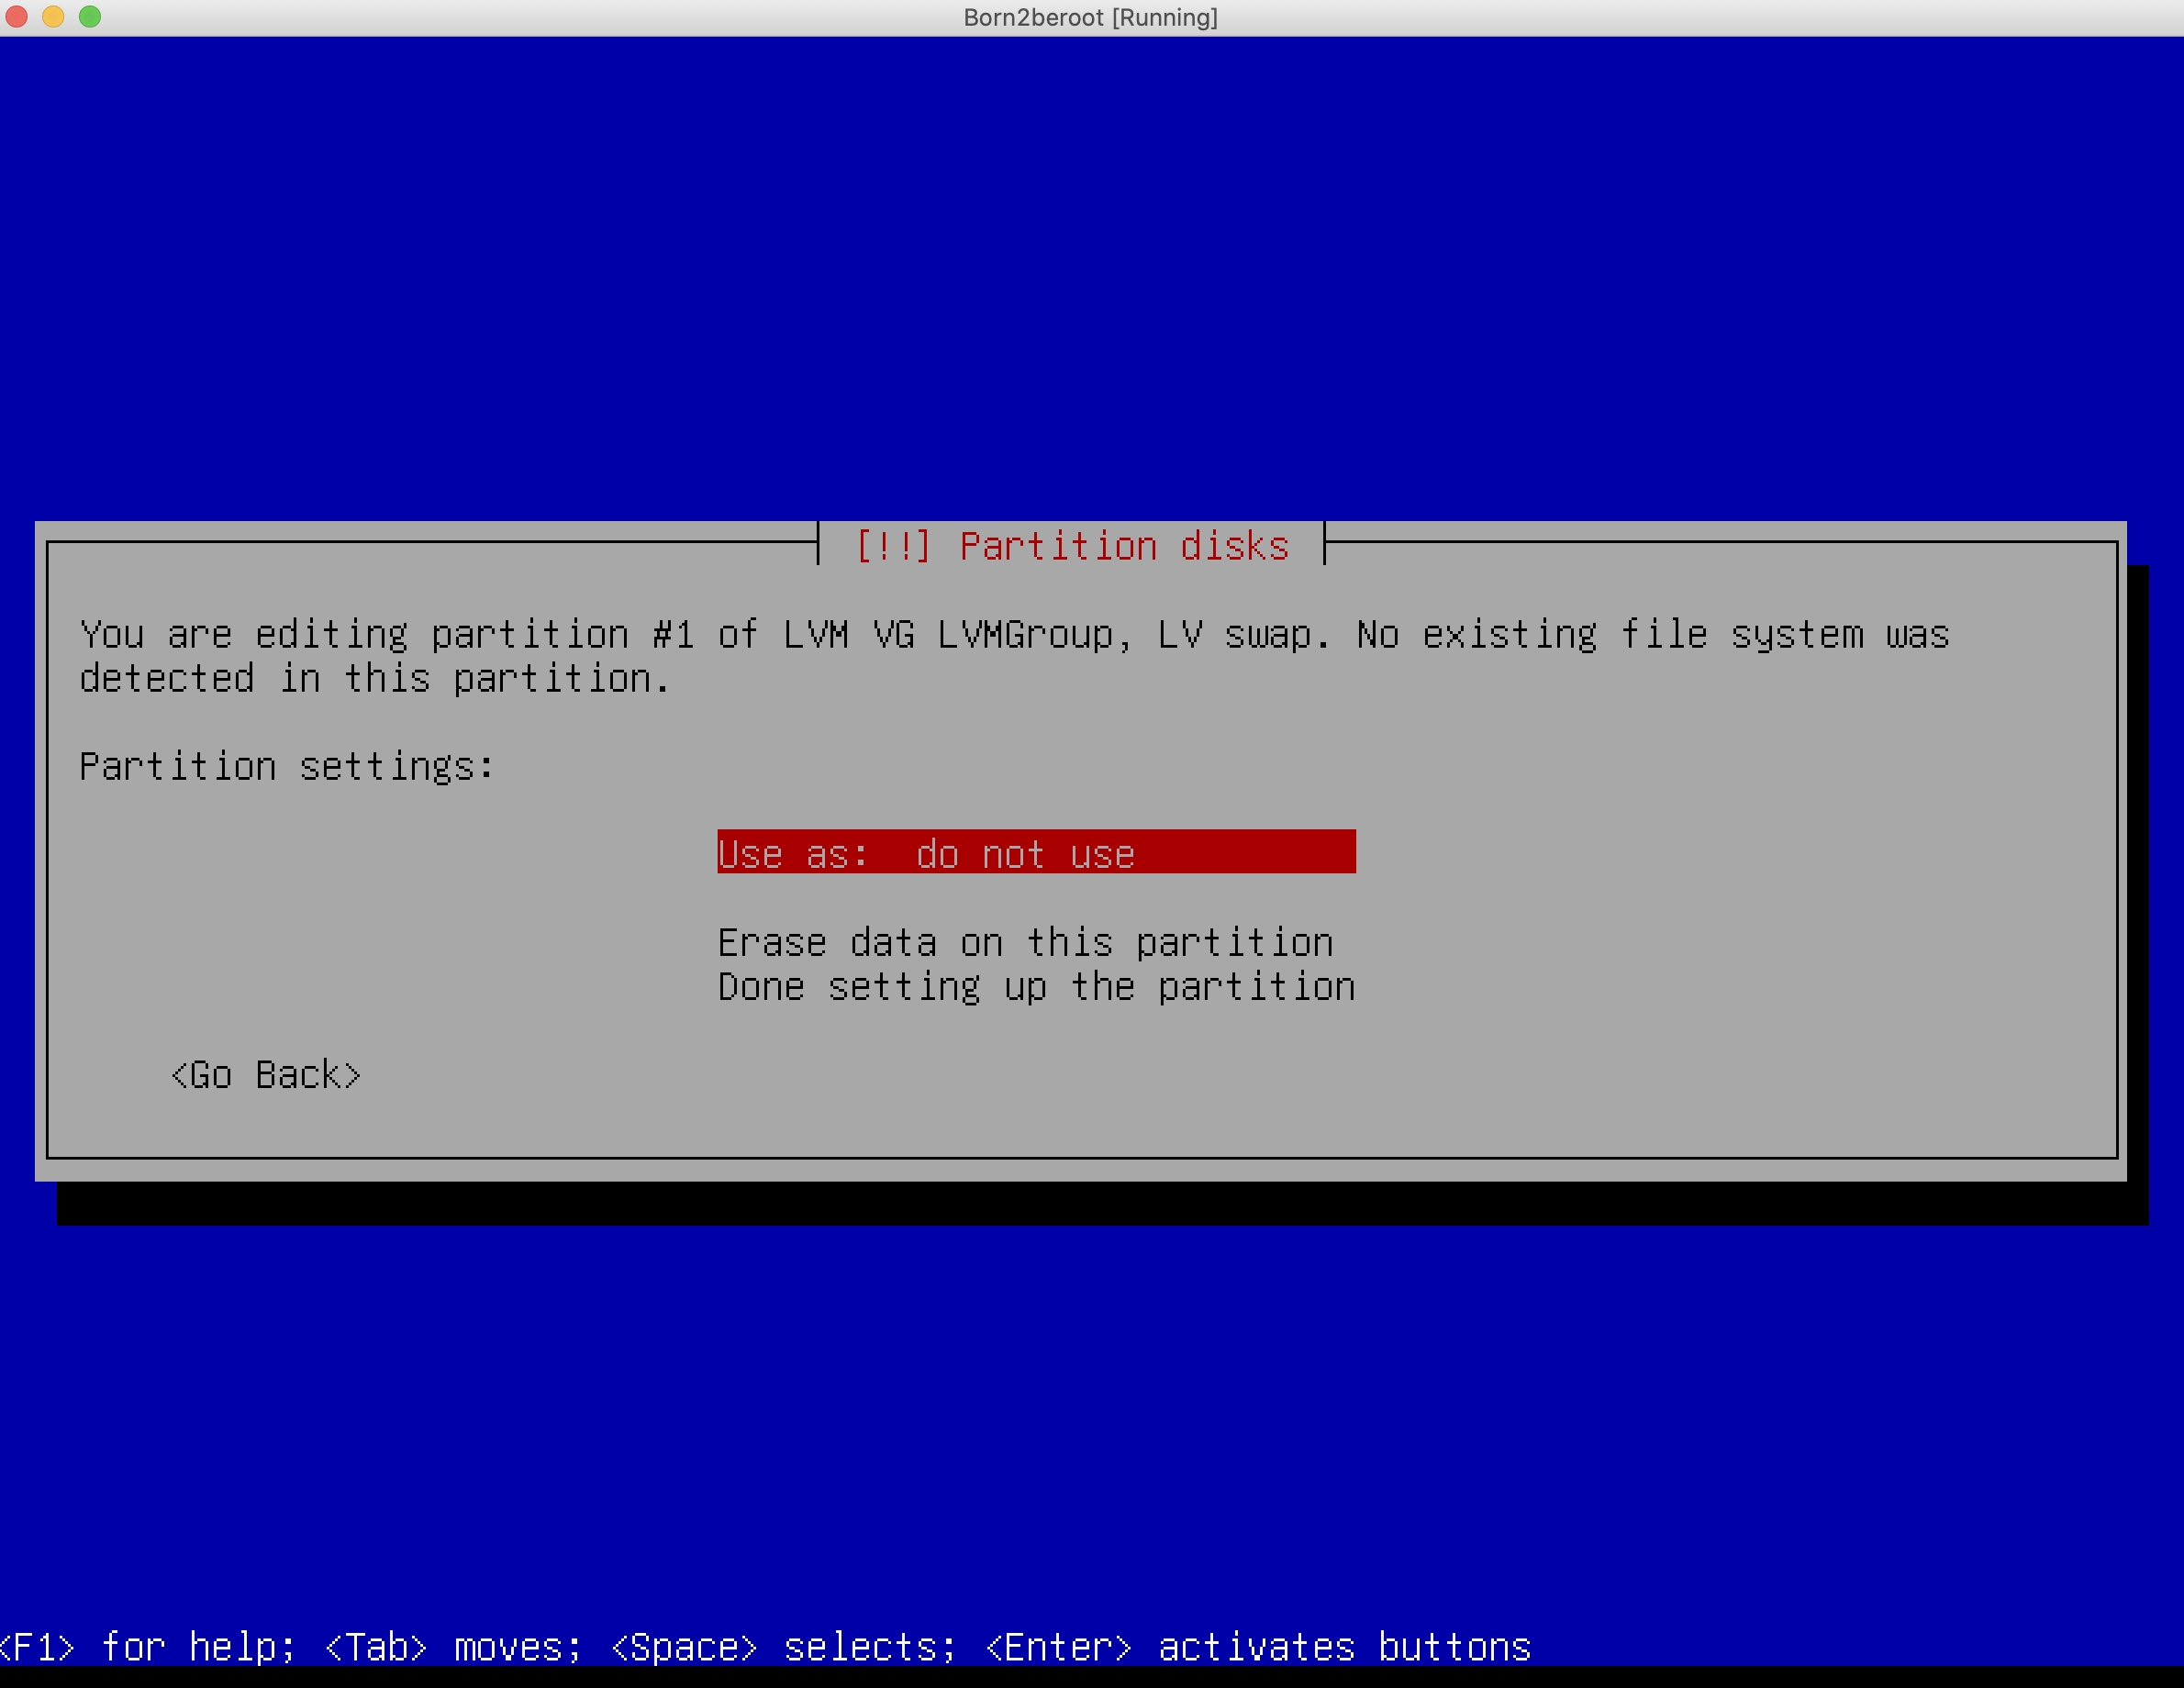 Born2beroot [Running]
[!!] Partition disks
You are editing partition #1 of LVM VG LVMGroup, LV swap. No existing file system was
detected in this partition.
Partition settings:
Use as:  do not use
Erase data on this partition
Done setting up the partition
<Go Back>
<F1> for help; <Tab> moves; <Space> selects; <Enter> activates buttons